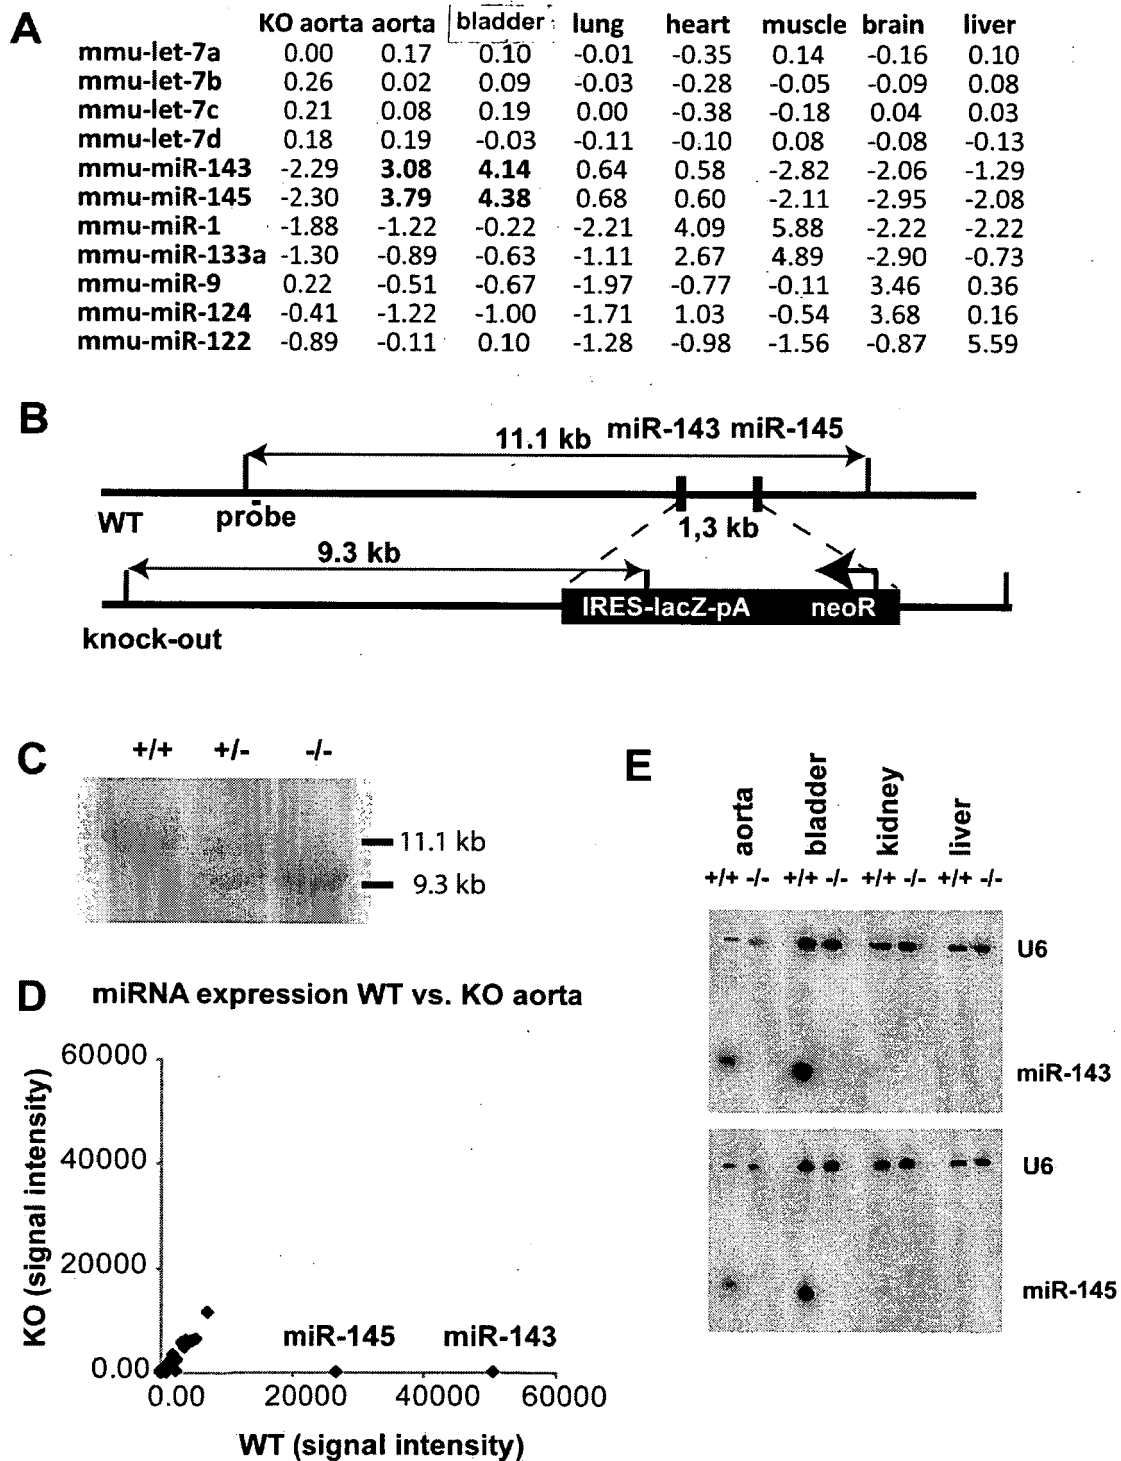 A
KO aorta aorta bladder lung heart muscle brain liver
mmu-let-7a 0.00 0.17 0.10 -0.01 -0.35 0.14 -0.16 0.10
mmu-let-7b 0.26 0.02 0.09 -0.03 -0.28 -0.05 -0.09 0.08
mmu-let-7c 0.21 0.08 0.19 0.00 -0.38 -0.18 0.04 0.03
mmu-let-7d 0.18 0.19 -0.03 -0.11 -0.10 0.08 -0.08 -0.13
mmu-miR-143 -2.29 3.08 4.14 0.64 0.58 -2.82 -2.06 -1.29
mmu-miR-145 -2.30 3.79 4.38 0.68 0.60 -2.11 -2.95 -2.08
mmu-miR-1 -1.88 -1.22 -0.22 -2.21 4.09 5.88 -2.22 -2.22
mmu-miR-133a -1.30 -0.89 -0.63 -1.11 2.67 4.89 -2.90 -0.73
mmu-miR-9 0.22 -0.51 -0.67 -1.97 -0.77 -0.11 3.46 0.36
mmu-miR-124 -0.41 -1.22 -1.00 -1.71 1.03 -0.54 3.68 0.16
mmu-miR-122 -0.89 -0.11 0.10 -1.28 -0.98 -1.56 -0.87 5.59
B
11.1 kb miR-143 miR-145
WT probe 1,3 kb
9.3 kb
IRES-lacZ-pA neoR
knock-out
C
+/+ +/- -/-
11.1 kb
9.3 kb
D miRNA expression WT vs. KO aorta
KO (signal intensity)
60000
40000
20000
0.00
miR-145 miR-143
0.00 20000 40000 60000
WT (signal intensity)
E
aorta bladder kidney liver
+/+ -/- +/+ -/- +/+ -/- +/+ -/-
U6
miR-143
U6
miR-145